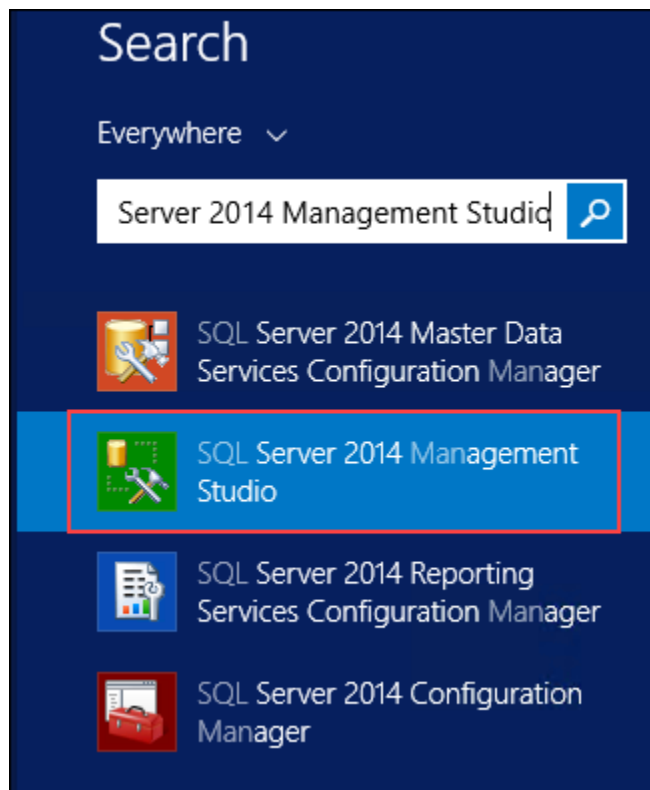 Search
Everywhere
Server 2014 Management Studio
SQL Server 2014 Master Data
Services Configuration Manager
SQL Server 2014 Management
Studio
SQL Server 2014 Reporting
Services Configuration Manager
SQL Server 2014 Configuration
Manager